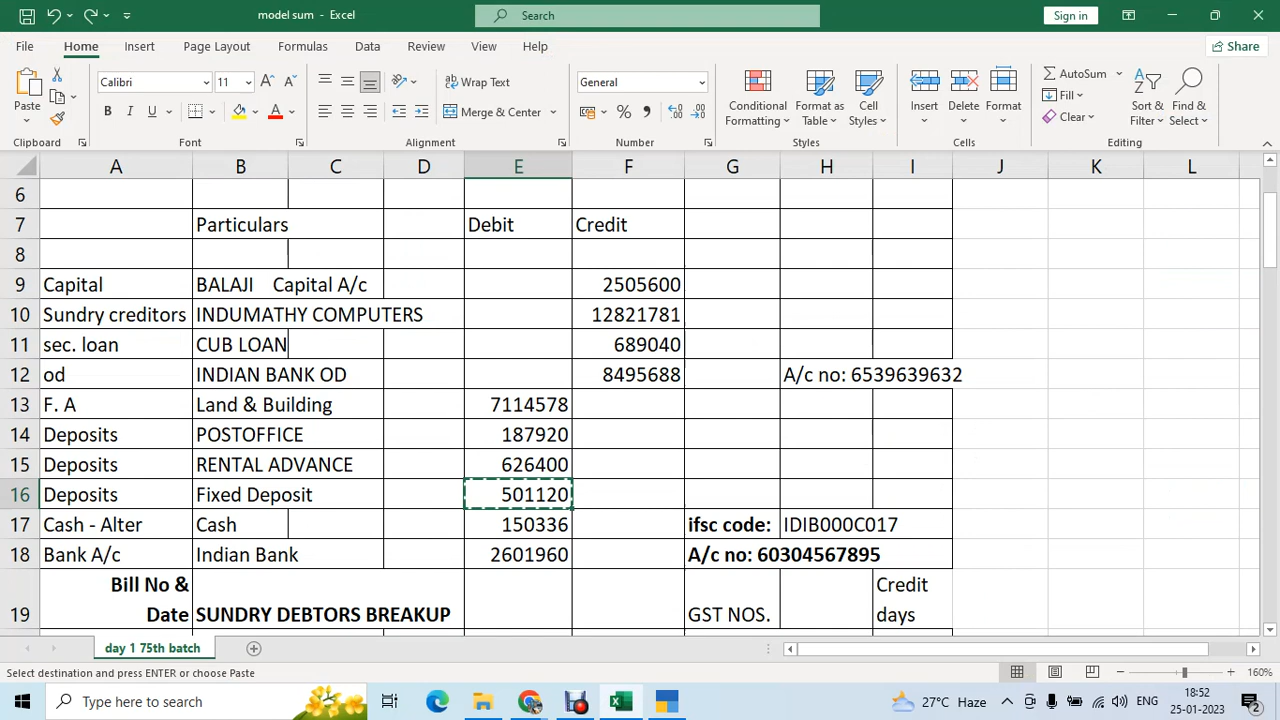 model sum - Excel
Search
Sign in
File Home Insert Page Layout Formulas Data Review View Help
Share
Paste
Calibri 11
B I U
Wrap Text
Merge & Center
General
Conditional Formatting
Format as Table
Cell Styles
Insert
Delete
Format
AutoSum
Fill
Clear
Sort & Filter
Find & Select
Clipboard Font Alignment Number Styles Cells Editing
A B C D E F G H I J K L
6
7 Particulars Debit Credit
8
9 Capital BALAJI Capital A/c 2505600
10 Sundry creditors INDUMATHY COMPUTERS 12821781
11 sec. loan CUB LOAN 689040
12 od INDIAN BANK OD 8495688 A/c no: 6539639632
13 F. A Land & Building 7114578
14 Deposits POSTOFFICE 187920
15 Deposits RENTAL ADVANCE 626400
16 Deposits Fixed Deposit 501120
17 Cash - Alter Cash 150336 ifsc code: IDIB000C017
18 Bank A/c Indian Bank 2601960 A/c no: 60304567895
19 Bill No & Date SUNDRY DEBTORS BREAKUP GST NOS. Credit days
day 1 75th batch
Select destination and press ENTER or choose Paste
160%
Type here to search
27°C Haze
ENG
18:52
25-01-2023
2